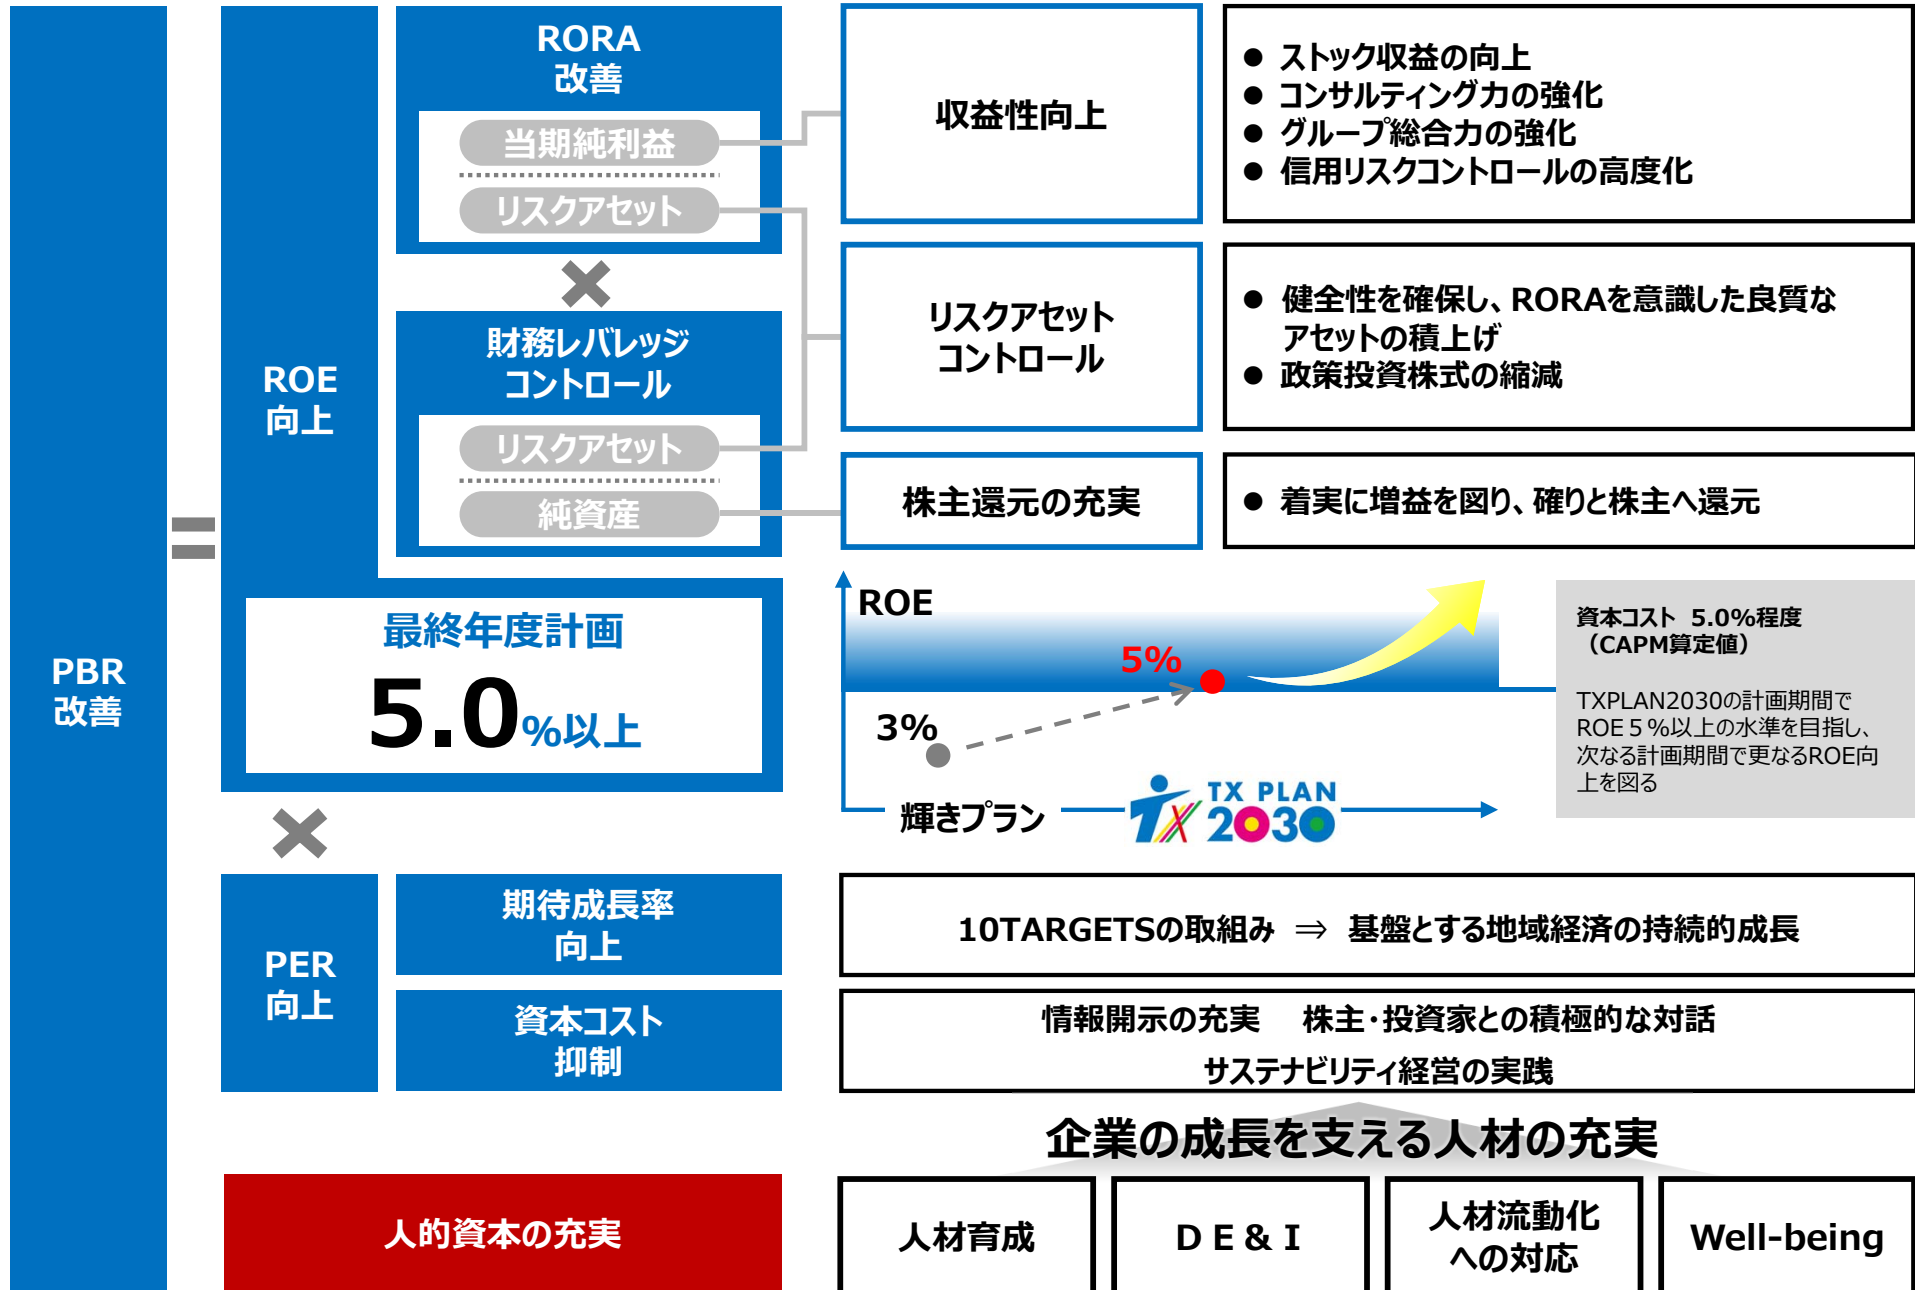 PBR
改善
ROE
向上
RORA
改善
当期純利益
リスクアセット
財務レバレッジ
コントロール
リスクアセット
純資産
収益性向上
● ストック収益の向上
● コンサルティング力の強化
● グループ総合力の強化
● 信用リスクコントロールの高度化
リスクアセット
コントロール
● 健全性を確保し、RORAを意識した良質な
アセットの積上げ
● 政策投資株式の縮減
株主還元の充実
● 着実に増益を図り、確りと株主へ還元
最終年度計画
5.0%以上
ROE
5%
3%
輝きプラン
TX
TX PLAN
2030
資本コスト 5.0%程度
（CAPM算定値）
TXPLAN2030の計画期間で
ROE５%以上の水準を目指し、
次なる計画期間で更なるROE向
上を図る
PER
向上
期待成長率
向上
10TARGETSの取組み ⇒ 基盤とする地域経済の持続的成長
資本コスト
抑制
情報開示の充実 株主・投資家との積極的な対話
サステナビリティ経営の実践
企業の成長を支える人材の充実
人的資本の充実
人材育成
ＤＥ＆Ｉ
人材流動化
への対応
Well-being